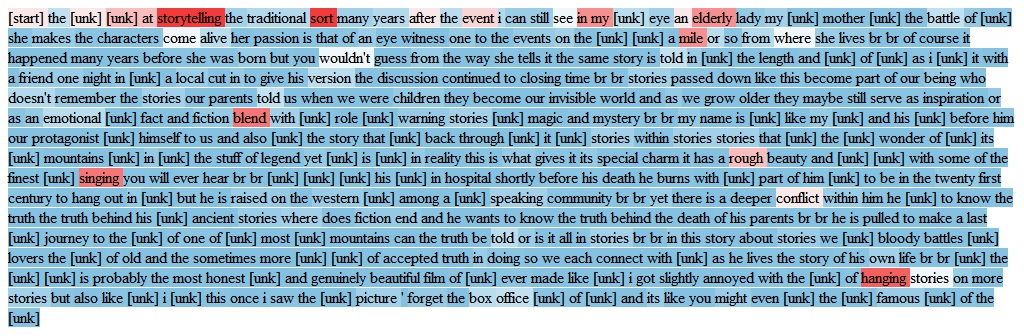 [start] the [unk] [unk] at storytelling the traditional sort many years after the event i can still see in my [unk] eye an elderly lady my [unk] mother [unk] the battle of [unk]
she makes the characters come alive her passion is that of an eye witness one to the events on the [unk] [unk] a mile or so from where she lives br br of course it
happened many years before she was born but you wouldn't guess from the way she tells it the same story is told in [unk] the length and [unk] of [unk] as i [unk] it with
a friend one night in [unk] a local cut in to give his version the discussion continued to closing time br br stories passed down like this become part of our being who
doesn't remember the stories our parents told us when we were children they become our invisible world and as we grow older they maybe still serve as inspiration or
as an emotional [unk] fact and fiction blend with [unk] role [unk] warning stories [unk] magic and mystery br br my name is [unk] like my [unk] and his [unk] before him
our protagonist [unk] himself to us and also [unk] the story that [unk] back through [unk] it [unk] stories within stories stories that [unk] the [unk] wonder of [unk] its
[unk] mountains [unk] in [unk] the stuff of legend yet [unk] is [unk] in reality this is what gives it its special charm it has a rough beauty and [unk] [unk] with some of the
finest [unk] singing you will ever hear br br [unk] [unk] [unk] his [unk] in hospital shortly before his death he burns with [unk] part of him [unk] to be in the twenty first
century to hang out in [unk] but he is raised on the western [unk] among a [unk] speaking community br br yet there is a deeper conflict within him he [unk] to know the
truth the truth behind his [unk] ancient stories where does fiction end and he wants to know the truth behind the death of his parents br br he is pulled to make a last
[unk] journey to the [unk] of one of [unk] most [unk] mountains can the truth be told or is it all in stories br br in this story about stories we [unk] bloody battles [unk]
lovers the [unk] of old and the sometimes more [unk] of accepted truth in doing so we each connect with [unk] as he lives the story of his own life br br the [unk]
[unk] [unk] is probably the most honest [unk] and genuinely beautiful film of [unk] ever made like [unk] i got slightly annoyed with the [unk] of hanging stories on more
stories but also like [unk] i [unk] this once i saw the [unk] picture ' forget the box office [unk] of [unk] and its like you might even [unk] the [unk] famous [unk] of the
[unk]